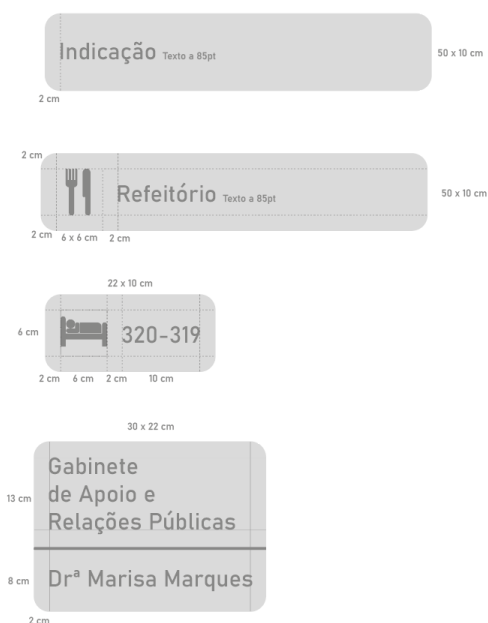 Indicação Texto a 85pt
50 x 10 cm
2 cm
2 cm
Refeitório Texto a 85pt
50 x 10 cm
2 cm 6 x 6 cm 2 cm
22 x 10 cm
6 cm
320-319
2 cm 6 cm 2 cm 10 cm
30 x 22 cm
Gabinete
13 cm de Apoio e
Relações Públicas
8 cm Drª Marisa Marques
2 cm